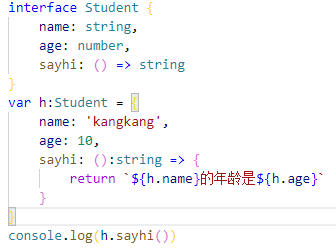 interface Student {
    name: string,
    age: number,
    sayhi: () => string
}
var h:Student = {
    name: 'kangkang',
    age: 10,
    sayhi: ():string => {
        return `${h.name}的年龄是${h.age}`
    }
}
console.log(h.sayhi())